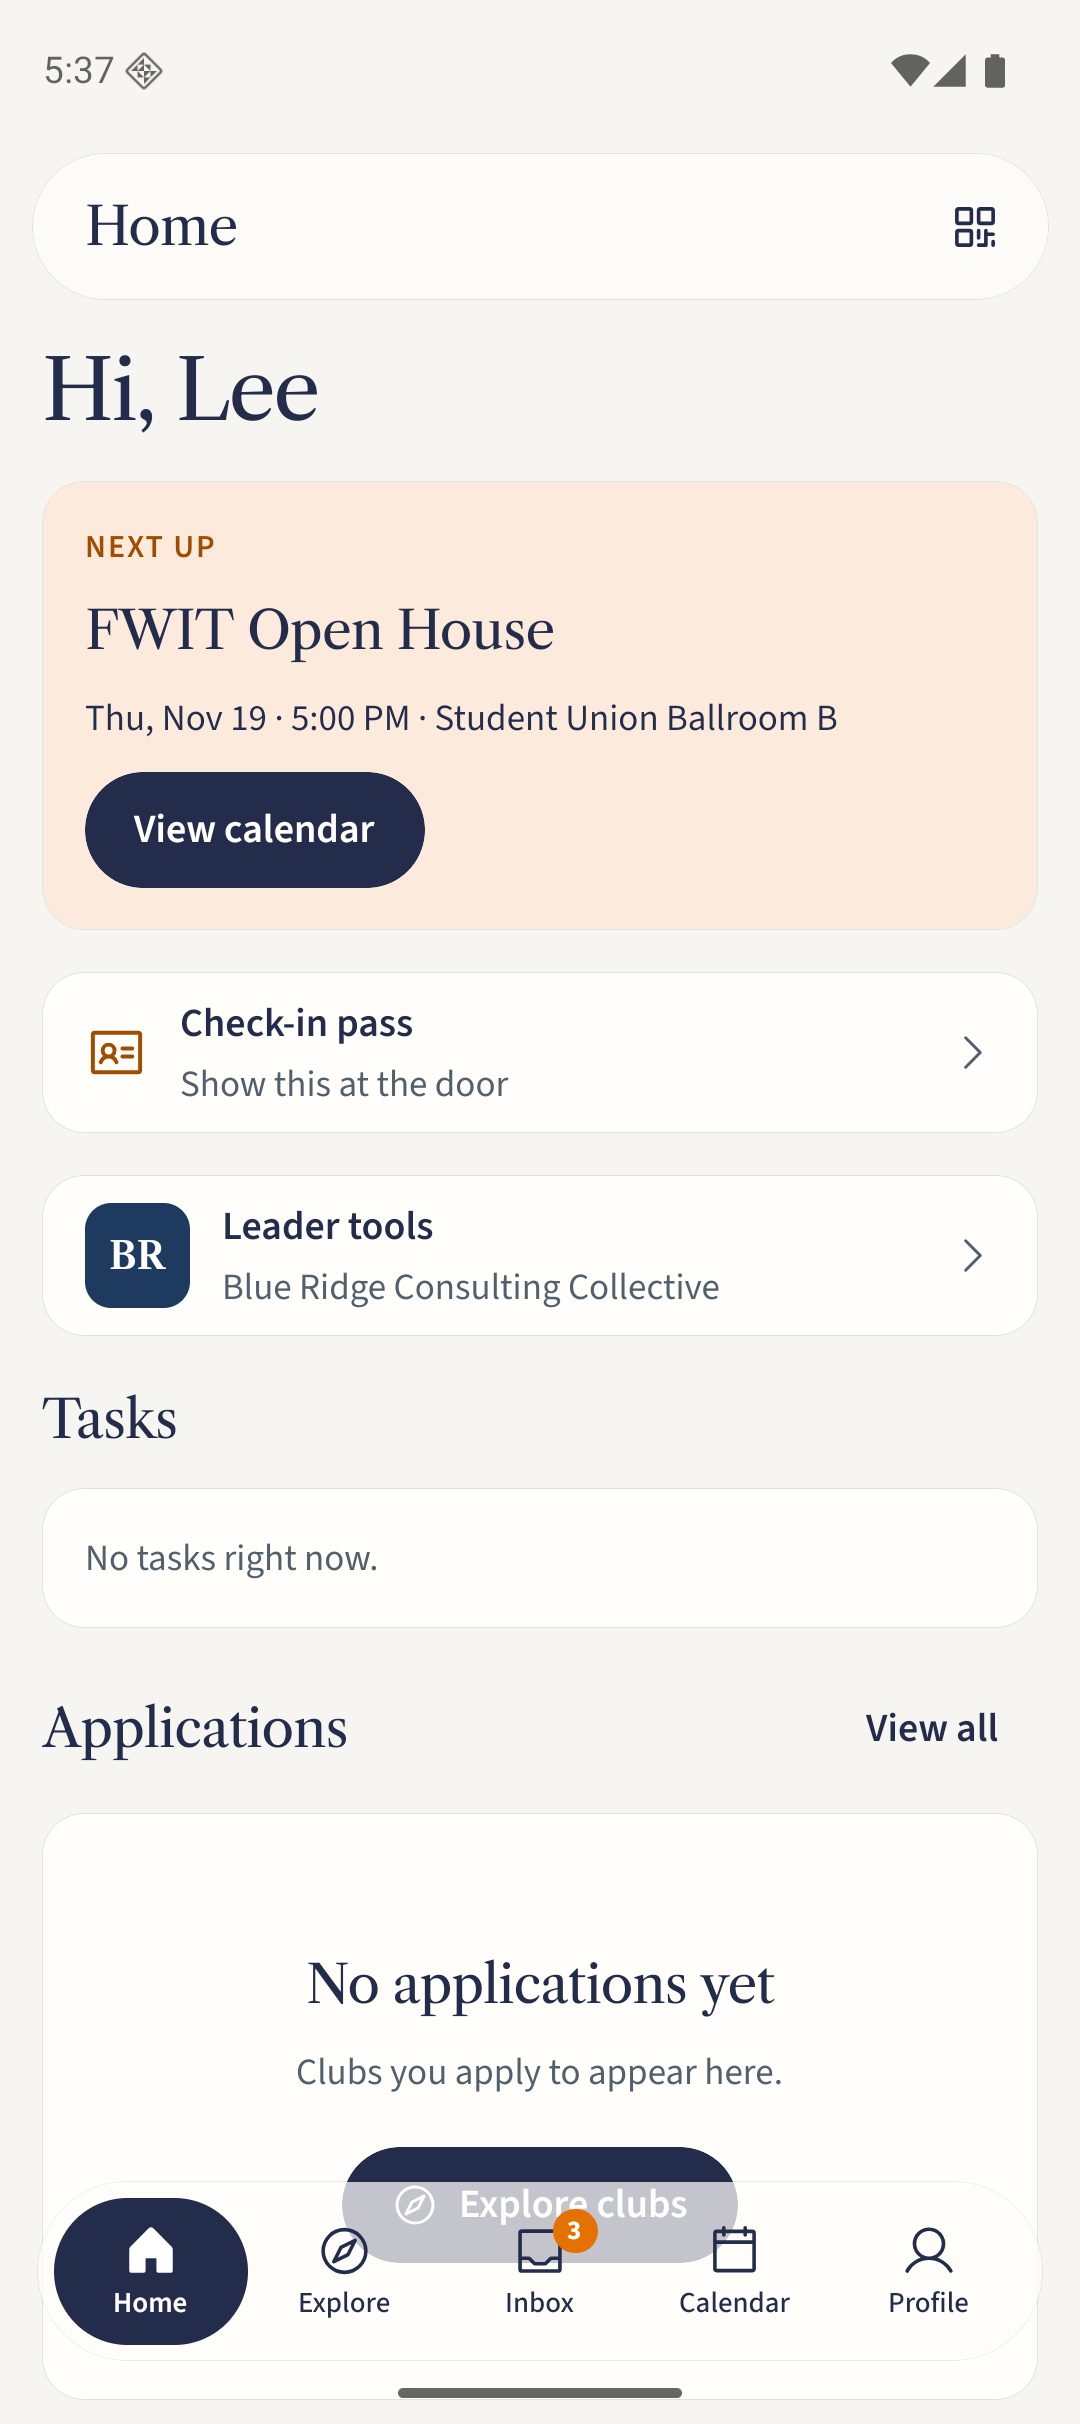 5:37
Home
Hi, Lee
NEXT UP
FWIT Open House
Thu, Nov 19 · 5:00 PM · Student Union Ballroom B
View calendar
Check-in pass
Show this at the door
BR
Leader tools
Blue Ridge Consulting Collective
Tasks
No tasks right now.
Applications
View all
No applications yet
Clubs you apply to appear here.
Explore clubs
3
Home
Explore
Inbox
Calendar
Profile